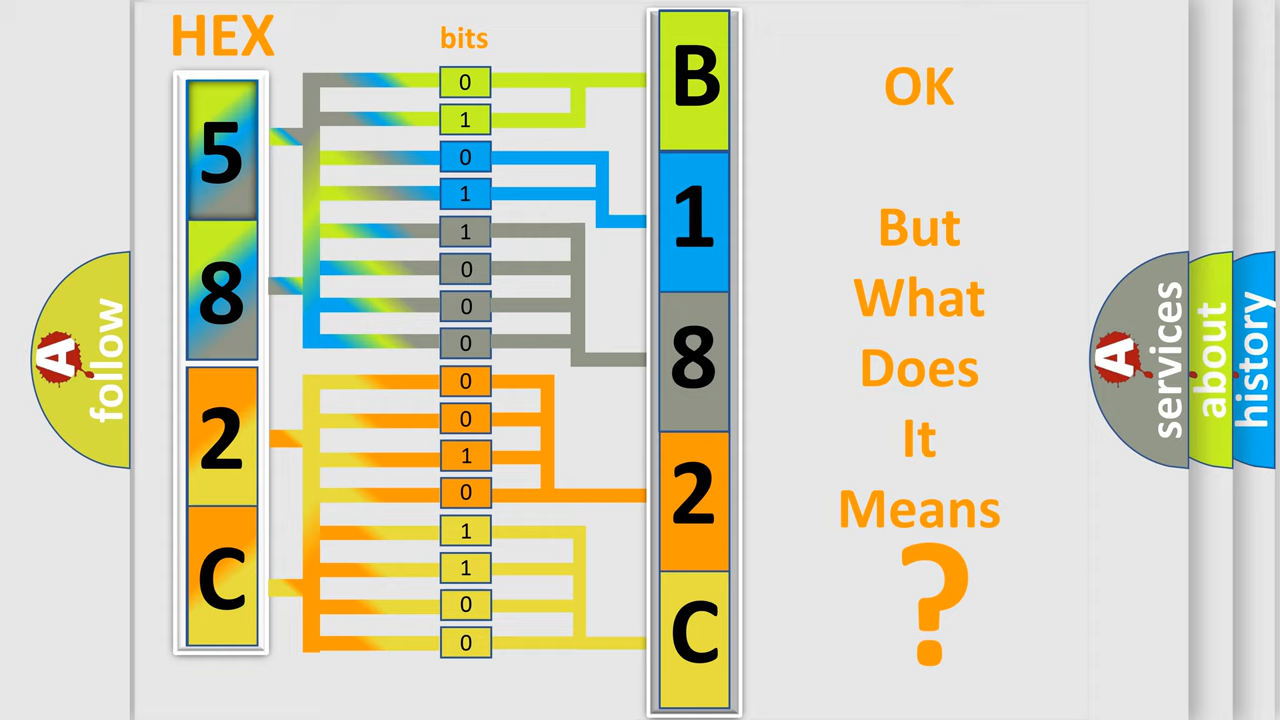 HEX
bits
5
8
2
C
0
1
0
1
1
0
0
0
0
0
1
0
1
1
0
0
B
1
8
2
C
OK
But
What
Does
It
Means
?
A
follow
A
services
about
history